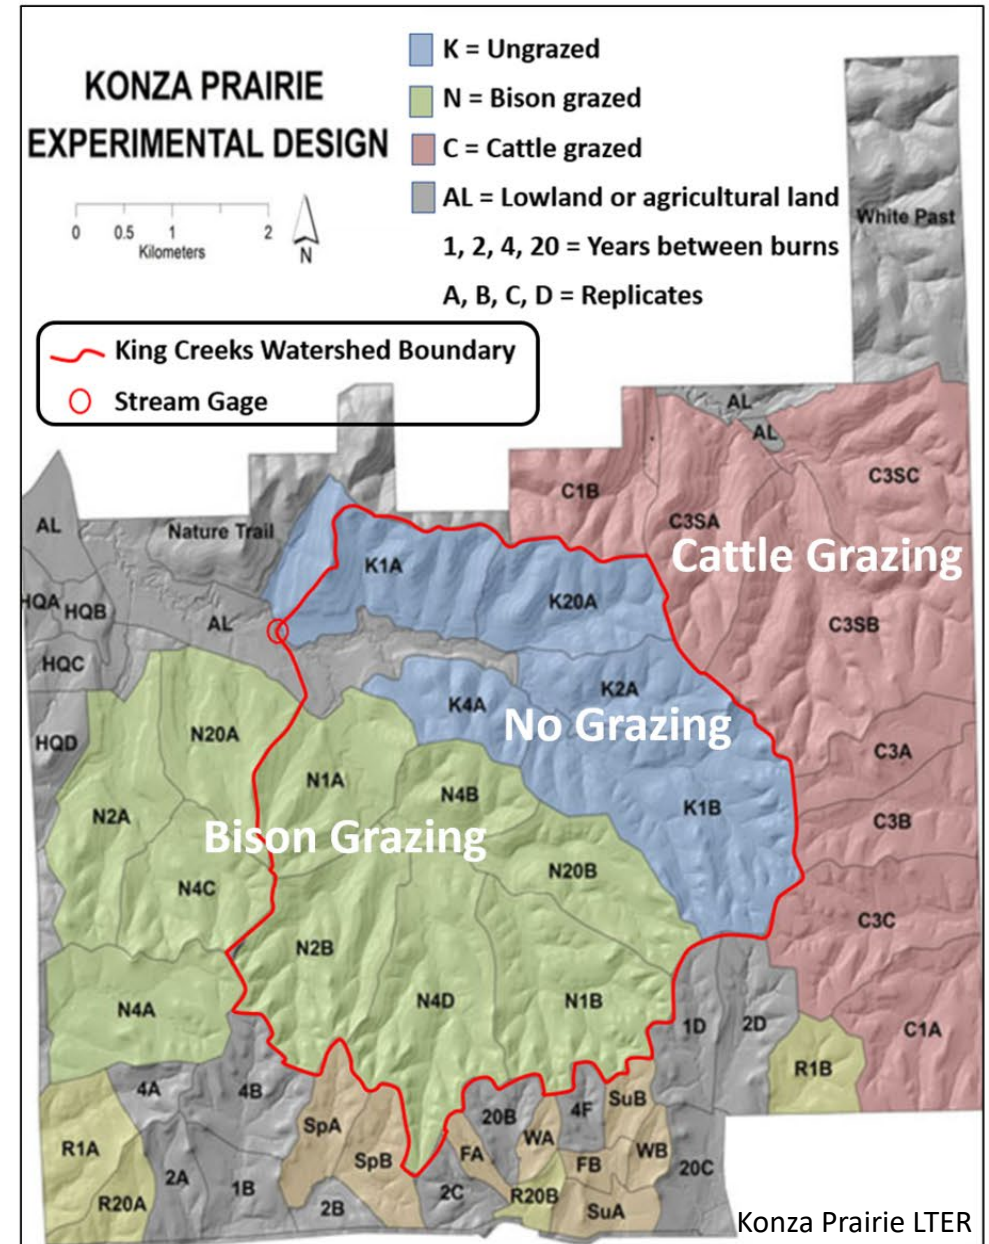 KONZA PRAIRIE
EXPERIMENTAL DESIGN
0 0.5 1 2
Kilometers
N
K = Ungrazed
N = Bison grazed
C = Cattle grazed
AL = Lowland or agricultural land
1, 2, 4, 20 = Years between burns
A, B, C, D = Replicates
King Creeks Watershed Boundary
Stream Gage
White Past
AL
AL
C1B
C3SC
C3SA
Cattle Grazing
AL
Nature Trail
K1A
HQA
HQB
K20A
AL
C3SB
HQC
K2A
K4A
No Grazing
HQD
N20A
C3A
N1A
N4B
K1B
N2A
C3B
Bison Grazing
N20B
N4C
C3C
N2B
N4D
N1B
N4A
1D
2D
C1A
R1B
4A
4B
SuB
4F
20B
SpA
WA
R1A
FA
WB
SpB
FB
20C
2A
1B
2C
R20B
R20A
2B
SuA
Konza Prairie LTER